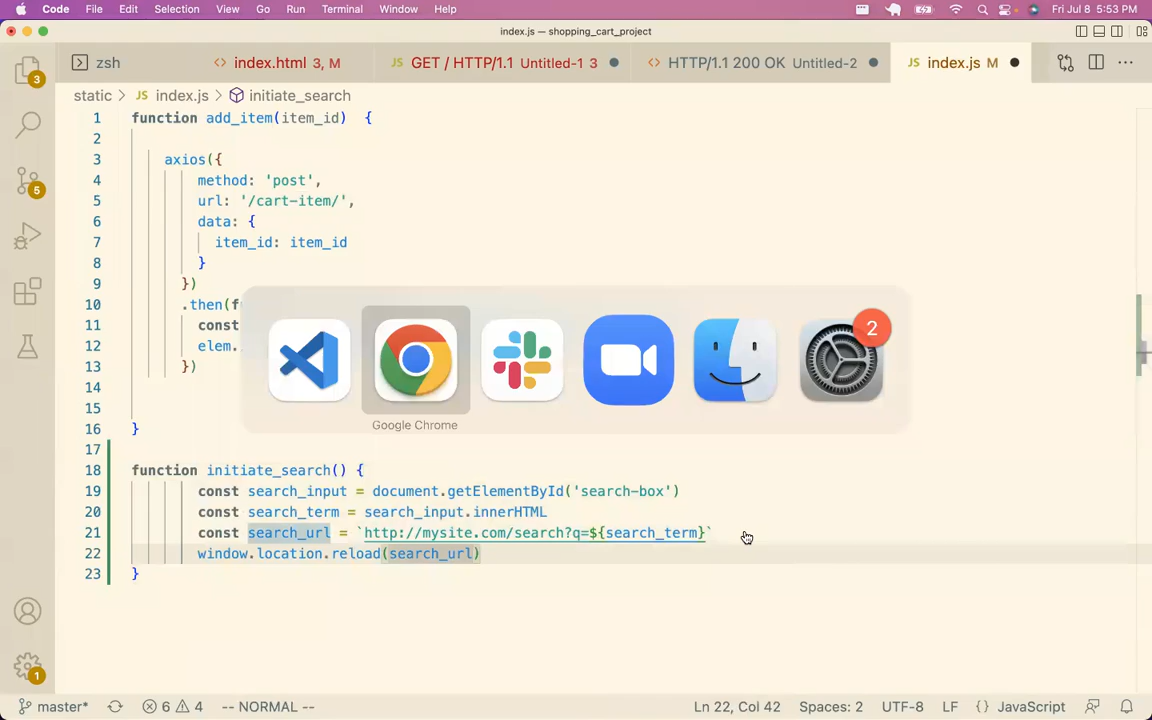 Code File Edit Selection View Go Run Terminal Window Help Fri Jul 8 5:53 PM
index.js — shopping_cart_project
zsh index.html 3, M GET / HTTP/1.1 Untitled-1 3 HTTP/1.1 200 OK Untitled-2 index.js M
static > JS index.js > initiate_search
1 function add_item(item_id) {
2
3 axios({
4 method: 'post',
5 url: '/cart-item/',
6 data: {
7 item_id: item_id
8 }
9 })
10 .then(f
11 const
12 elem.
13 })
14
15
16 }
17
18 function initiate_search() {
19 const search_input = document.getElementById('search-box')
20 const search_term = search_input.innerHTML
21 const search_url = `http://mysite.com/search?q=${search_term}`
22 window.location.reload(search_url)
23 }
2
Google Chrome
3
5
1
master* 6 4 -- NORMAL -- Ln 22, Col 42 Spaces: 2 UTF-8 LF {} JavaScript